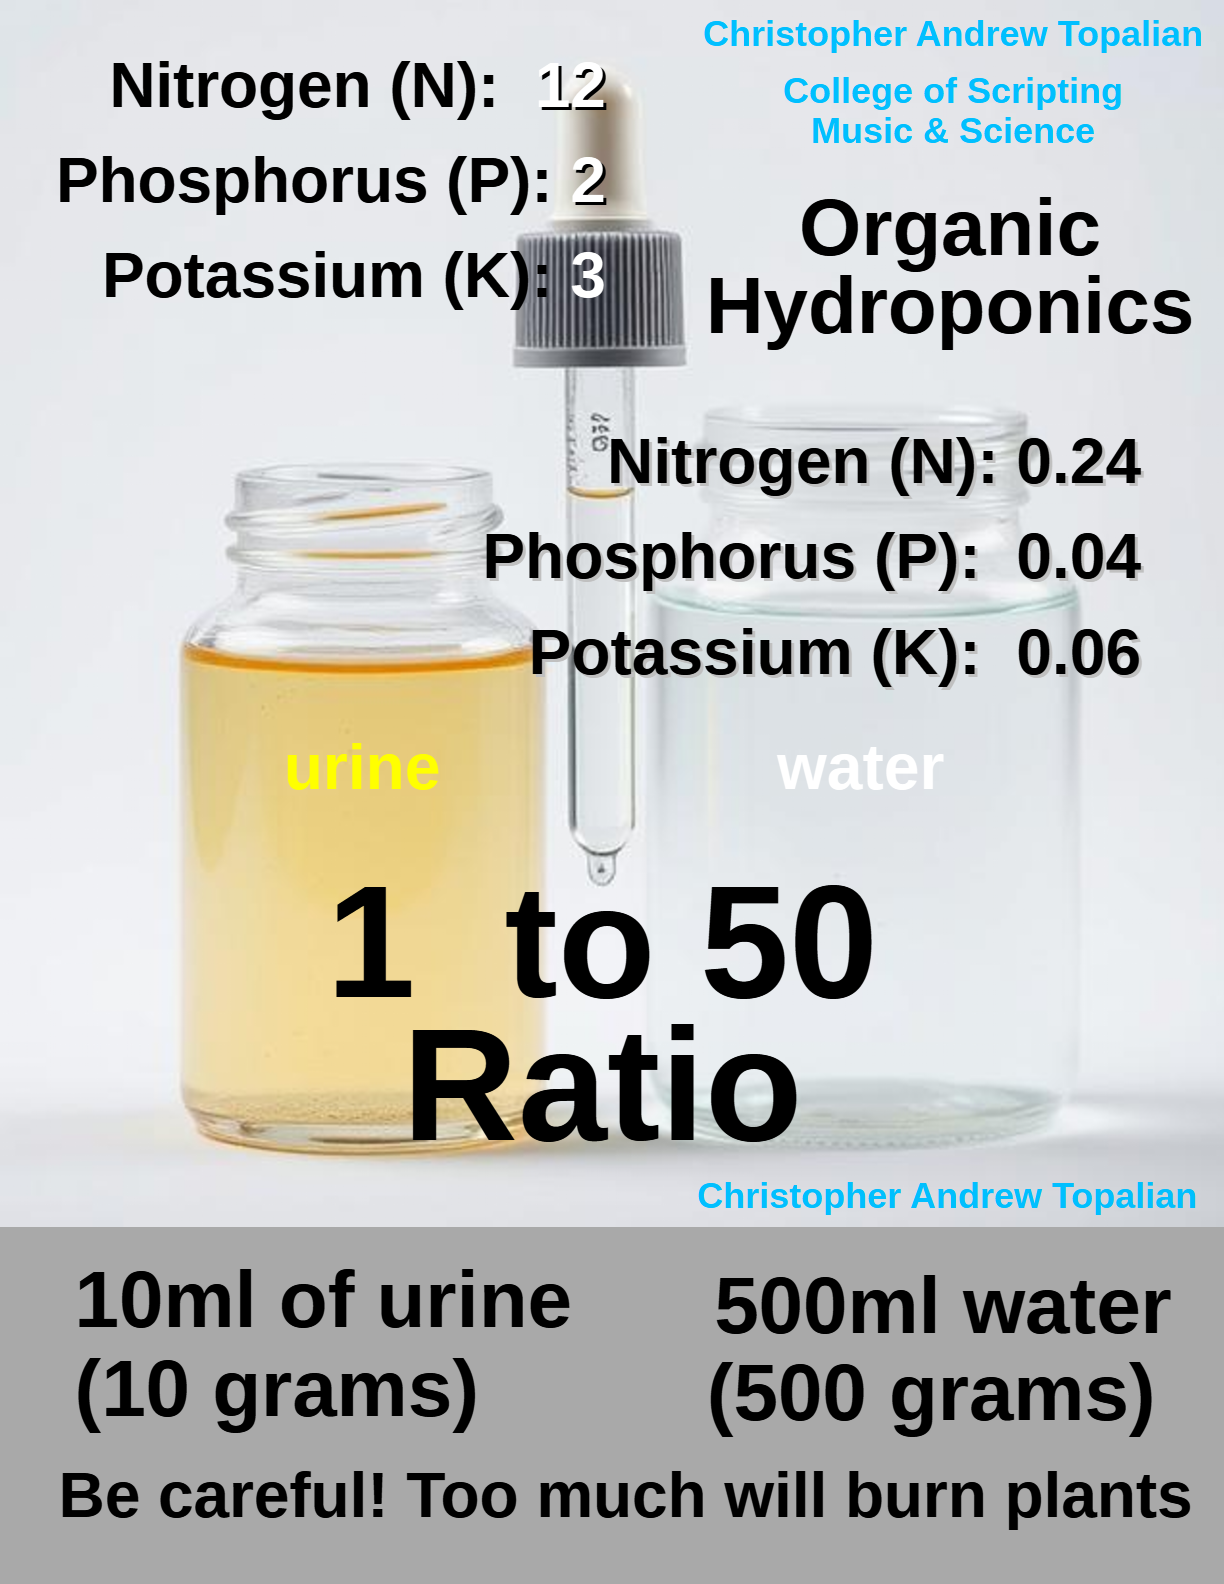 Christopher Andrew Topalian
College of Scripting
Music & Science
Nitrogen (N): 12
Phosphorus (P): 2
Potassium (K): 3
Organic
Hydroponics
Nitrogen (N): 0.24
Phosphorus (P): 0.04
Potassium (K): 0.06
urine
water
1 to 50
Ratio
Christopher Andrew Topalian
10ml of urine
(10 grams)
500ml water
(500 grams)
Be careful! Too much will burn plants